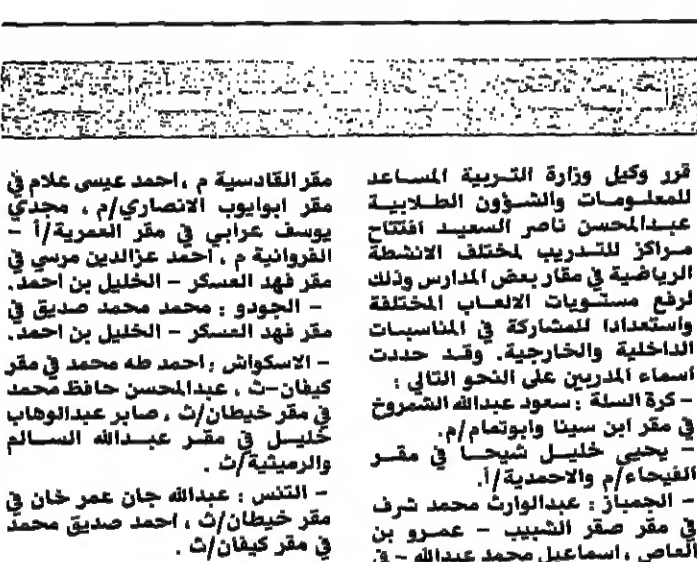 قرر وكيل وزارة التربية المساعد
للمعلومات والشؤون الطلابية
عبدالمحسن ناصر السعيد افتتاح
مراكز للتدريب لمختلف الانشطة
الرياضية في مقار بعض المدارس وذلك
لرفع مستويات الالعاب المختلفة
واستعدادا للمشاركة في المناسبات
الداخلية والخارجية. وقد حددت
اسماء المدربين على النحو التالي :
- كرة السلة : سعود عبدالله الشمروخ
في مقر ابن سينا وابوتمام/م.
- يحيى خليل شيحا في مقر
الفيحاء/م والاحمدية/أ.
- الجمباز : عبدالوارث محمد شرف
في مقر صقر الشبيب - عمرو بن
العاص ، اسماعيل محمد عبدالله - في
مقر القادسية م ، احمد عيسى علام في
مقر ابوايوب الانصاري/م ، مجدي
يوسف عرابي في مقر العمرية/أ -
الفروانية م ، احمد عزالدين مرسي في
مقر فهد العسكر - الخليل بن احمد.
- الجودو : محمد محمد صديق في
مقر فهد العسكر - الخليل بن احمد.
- الاسكواش : احمد طه محمد في مقر
كيفان-ث ، عبدالمحسن حافظ محمد
في مقر خيطان/ث ، صابر عبدالوهاب
خليل في مقر عبدالله السالم
والرميثية/ث .
- التنس : عبدالله جان عمر خان في
مقر خيطان/ث ، احمد صديق محمد
في مقر كيفان/ث .